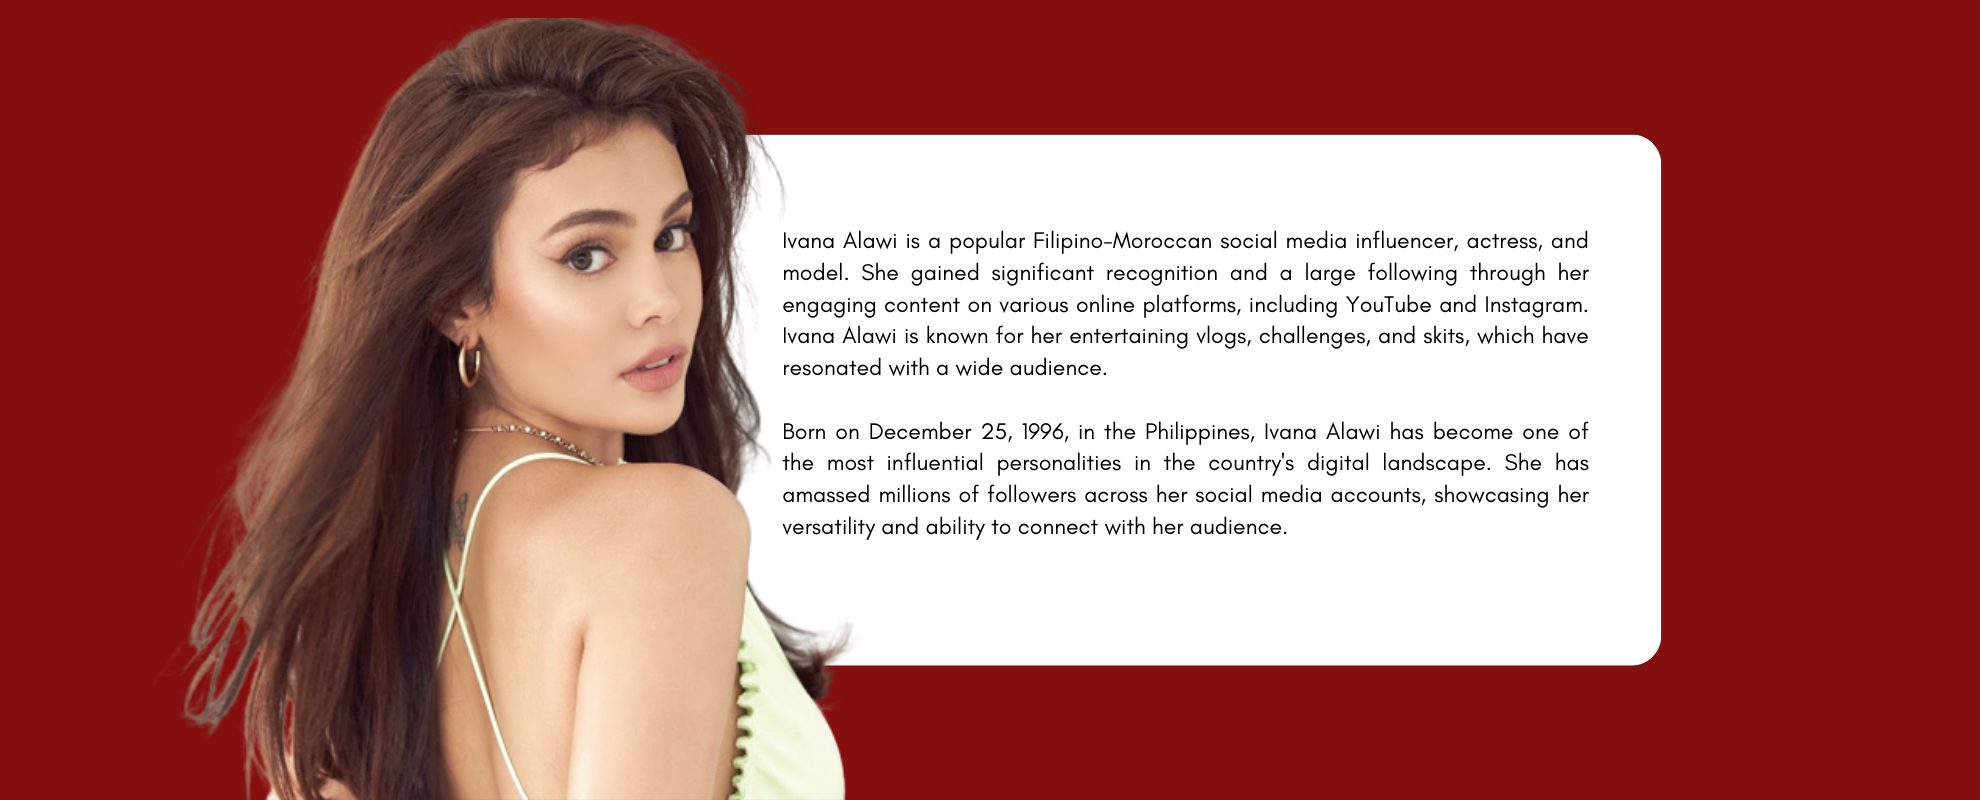 Ivana Alawi is a popular Filipino-Moroccan social media influencer, actress, and
model. She gained significant recognition and a large following through her
engaging content on various online platforms, including YouTube and Instagram.
Ivana Alawi is known for her entertaining vlogs, challenges, and skits, which have
resonated with a wide audience.
Born on December 25, 1996, in the Philippines, Ivana Alawi has become one of
the most influential personalities in the country's digital landscape. She has
amassed millions of followers across her social media accounts, showcasing her
versatility and ability to connect with her audience.